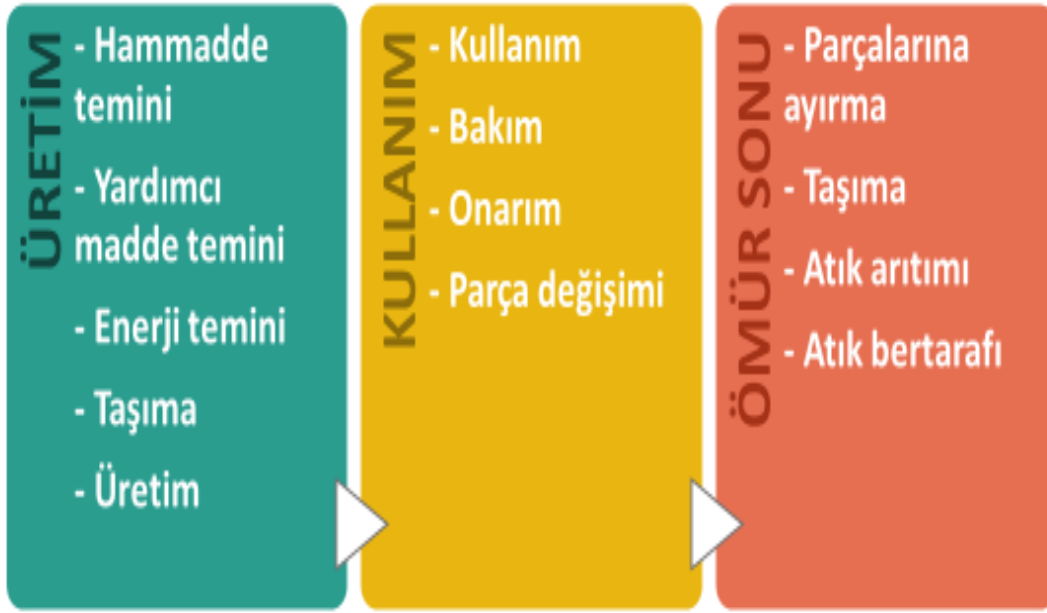 ÜRETİM
- Hammadde
temini
- Yardımcı
madde temini
- Enerji temini
- Taşıma
- Üretim
KULLANIM
- Kullanım
- Bakım
- Onarım
- Parça değişimi
ÖMÜR SONU
- Parçalarına
ayırma
- Taşıma
- Atık arıtımı
- Atık bertarafı